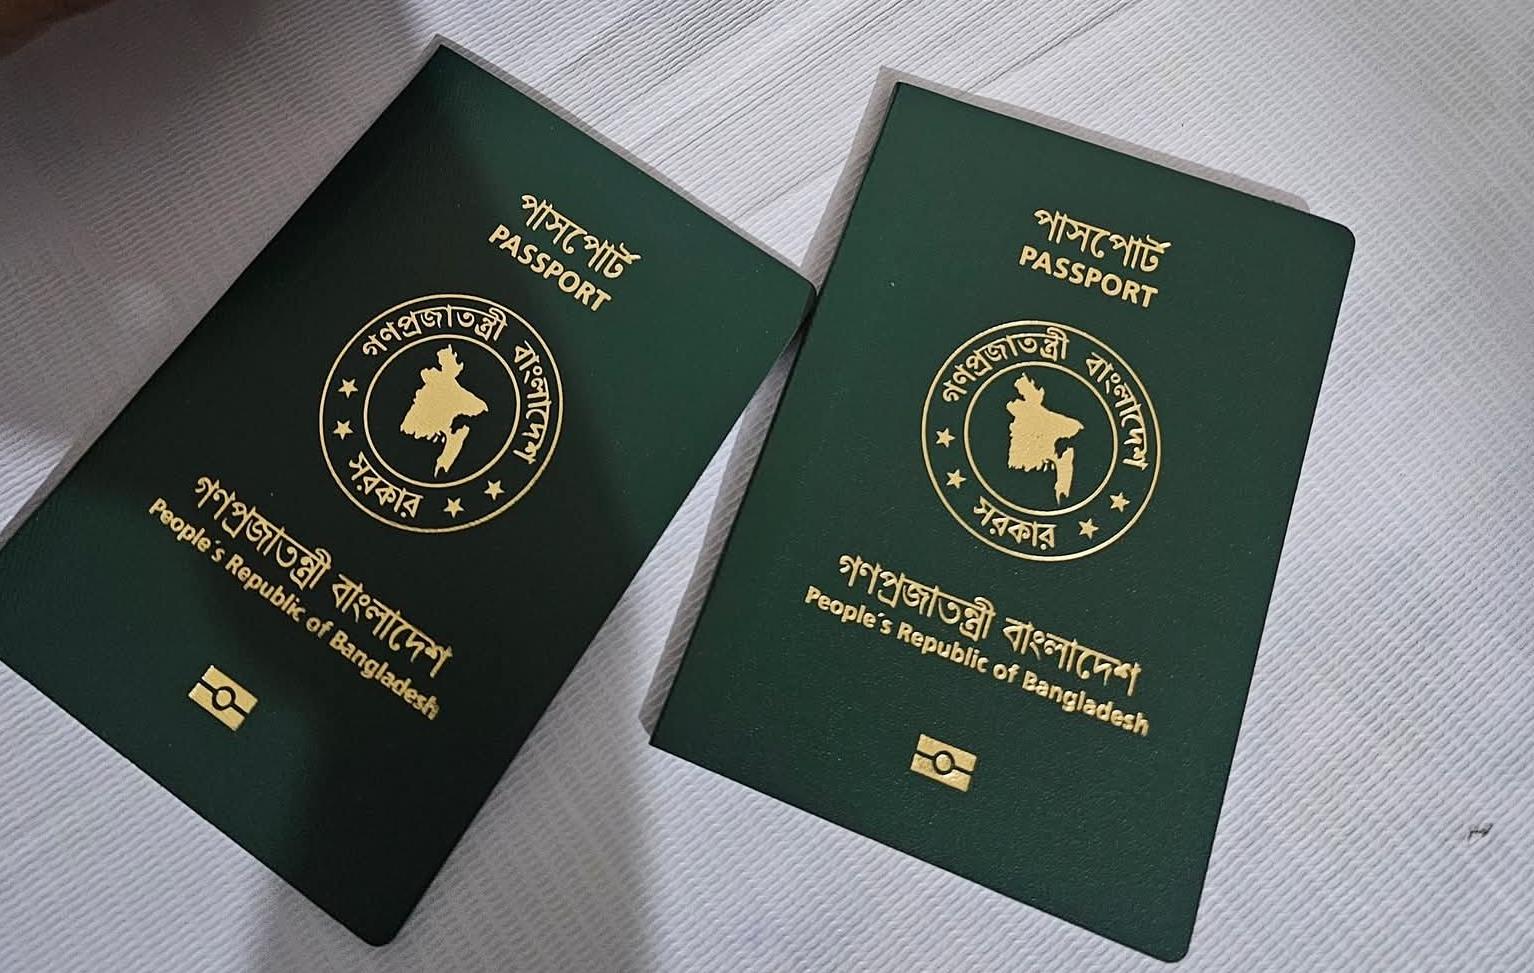 পাসপোর্ট
PASSPORT
গণপ্রজাতন্ত্রী বাংলাদেশ
সরকার
গণপ্রজাতন্ত্রী বাংলাদেশ
People's Republic of Bangladesh
পাসপোর্ট
PASSPORT
গণপ্রজাতন্ত্রী বাংলাদেশ
সরকার
গণপ্রজাতন্ত্রী বাংলাদেশ
People's Republic of Bangladesh